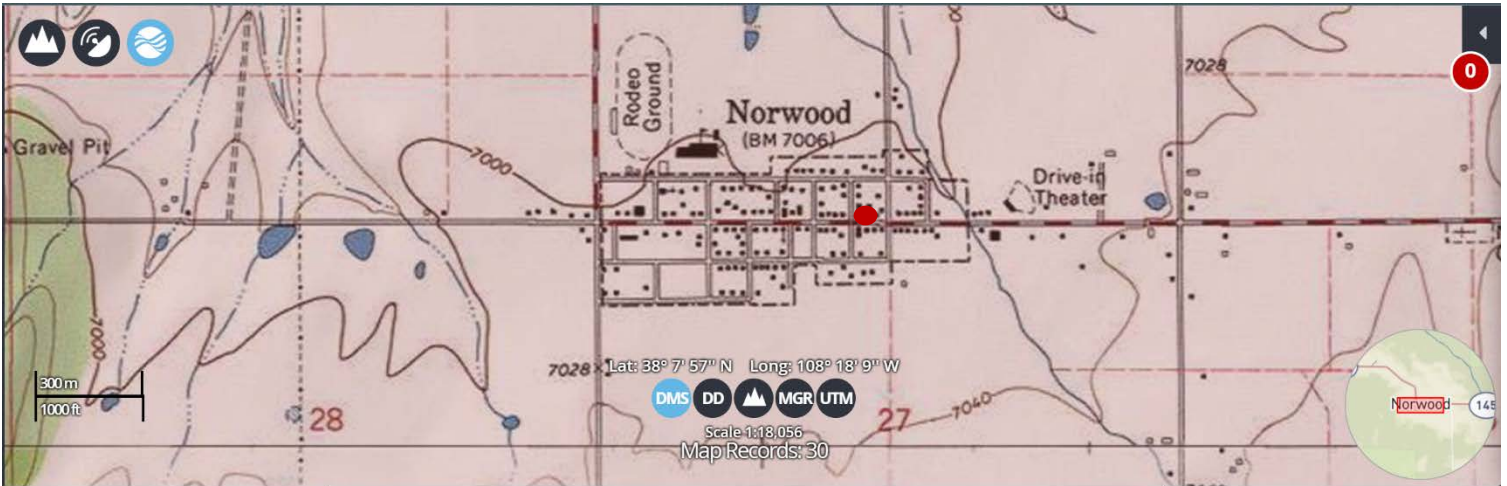 0
7028
Rodeo
Ground
Norwood
(BM 7006)
Gravel Pit
7000
Drive-in
Theater
7000
300 m
1000 ft
7028
Lat: 38° 7' 57" N Long: 108° 18' 9" W
DMS DD MGR UTM
28
27
7040
Scale 1:18,056
Map Records: 30
Norwood
145